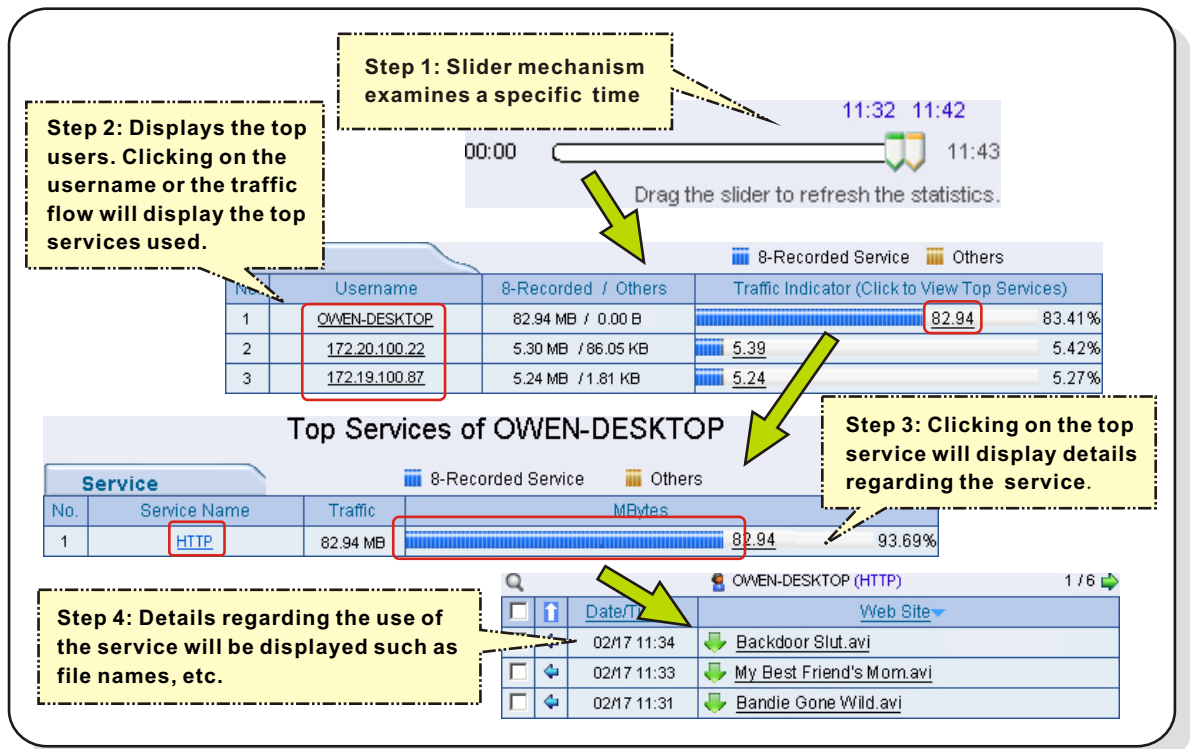 Step 1: Slider mechanism
examines a specific time
11:32 11:42
00:00
11:43
Drag the slider to refresh the statistics.
Step 2: Displays the top
users. Clicking on the
username or the traffic
flow will display the top
services used.
8-Recorded Service Others
No. Username 8-Recorded / Others Traffic Indicator (Click to View Top Services)
1 OWEN-DESKTOP 82.94 MB / 0.00 B 82.94 83.41%
2 172.20.100.22 5.30 MB / 86.05 KB 5.39 5.42%
3 172.19.100.87 5.24 MB / 1.81 KB 5.24 5.27%
Top Services of OWEN-DESKTOP
Step 3: Clicking on the top
service will display details
regarding the service.
Service
8-Recorded Service Others
No. Service Name Traffic MBytes
1 HTTP 82.94 MB 82.94 93.69%
OWEN-DESKTOP (HTTP) 1 / 6
Step 4: Details regarding the use of
the service will be displayed such as
file names, etc.
Web Site
02/17 11:34 Backdoor Slut.avi
02/17 11:33 My Best Friend's Mom.avi
02/17 11:31 Bandie Gone Wild.avi